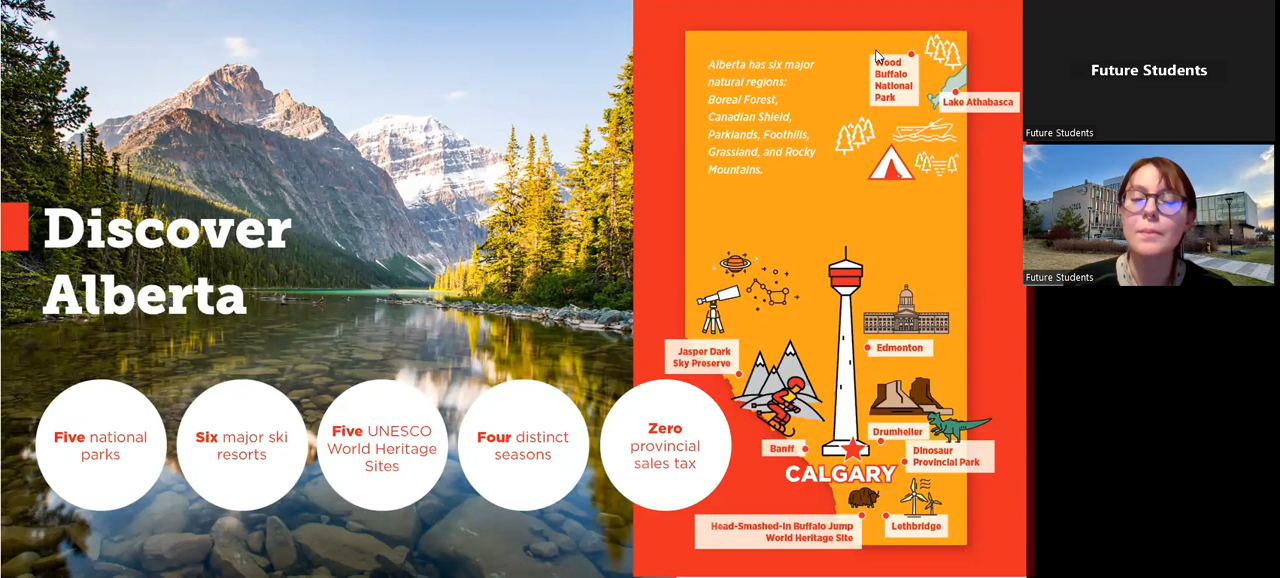 Discover
Alberta
Five national
parks
Six major ski
resorts
Five UNESCO
World Heritage
Sites
Four distinct
seasons
Zero
provincial
sales tax
Alberta has six major
natural regions:
Boreal Forest,
Canadian Shield,
Parklands, Foothills,
Grassland, and Rocky
Mountains.
Wood
Buffalo
National
Park
Lake Athabasca
Jasper Dark
Sky Preserve
Edmonton
Drumheller
Banff
Dinosaur
Provincial Park
CALGARY
Head-Smashed-In Buffalo Jump
World Heritage Site
Lethbridge
Future Students
Future Students
Future Students